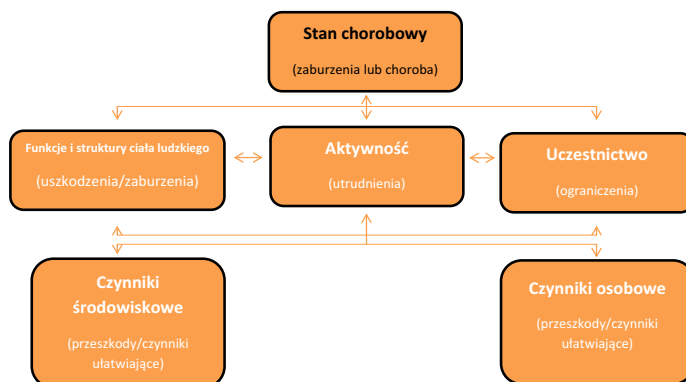 Stan chorobowy
(zaburzenia lub choroba)
Funkcje i struktury ciała ludzkiego
(uszkodzenia/zaburzenia)
Aktywność
(utrudnienia)
Uczestnictwo
(ograniczenia)
Czynniki
środowiskowe
(przeszkody/czynniki
ułatwiające)
Czynniki osobowe
(przeszkody/czynniki
ułatwiające)